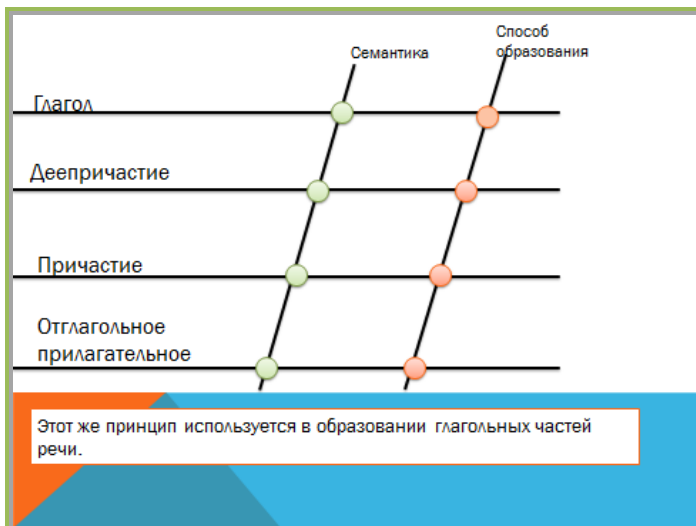 Способ
образования
Семантика
Глагол
Деепричастие
Причастие
Отглагольное
прилагательное
Этот же принцип используется в образовании глагольных частей
речи.